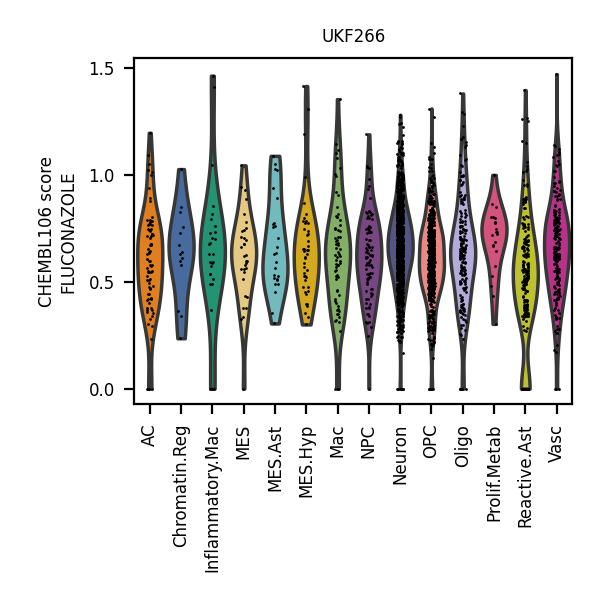 UKF266
CHEMBL106 score
FLUCONAZOLE
1.5
1.0
0.5
0.0
AC
Chromatin.Reg
Inflammatory.Mac
MES
MES.Ast
MES.Hyp
Mac
NPC
Neuron
OPC
Oligo
Prolif.Metab
Reactive.Ast
Vasc